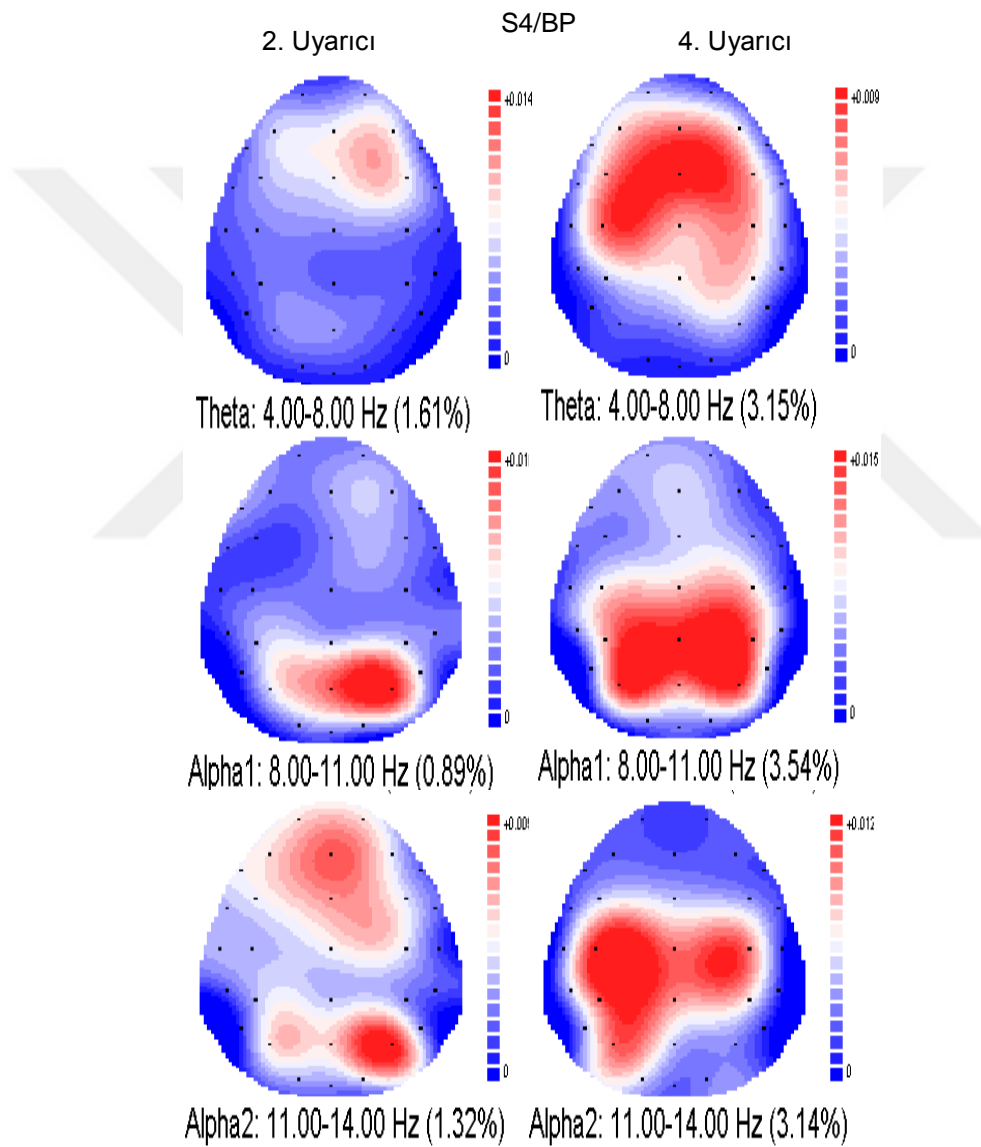 S4/BP
2. Uyarıcı 4. Uyarıcı
+0.014 +0.009
0 0
Theta: 4.00-8.00 Hz (1.61%) Theta: 4.00-8.00 Hz (3.15%)
+0.015
0 0
Alpha1: 8.00-11.00 Hz (0.89%) Alpha1: 8.00-11.00 Hz (3.54%)
+0.012
0 0
Alpha2: 11.00-14.00 Hz (1.32%) Alpha2: 11.00-14.00 Hz (3.14%)